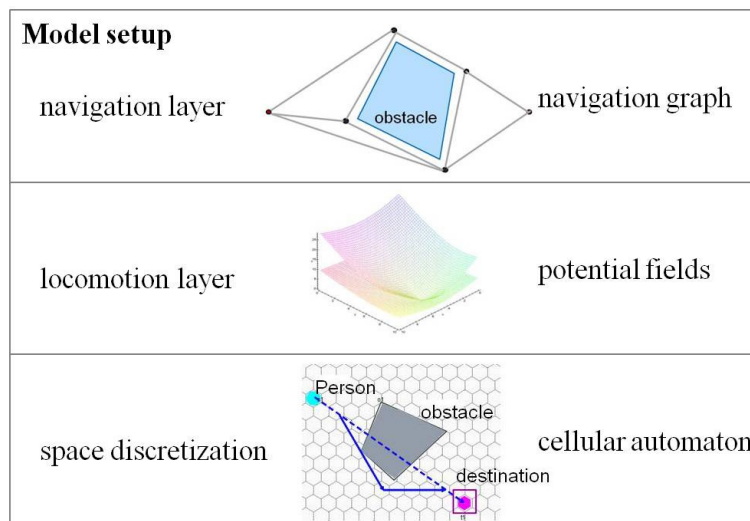 Model setup
navigation layer
obstacle
navigation graph
locomotion layer
potential fields
Person
obstacle
space discretization
cellular automaton
destination